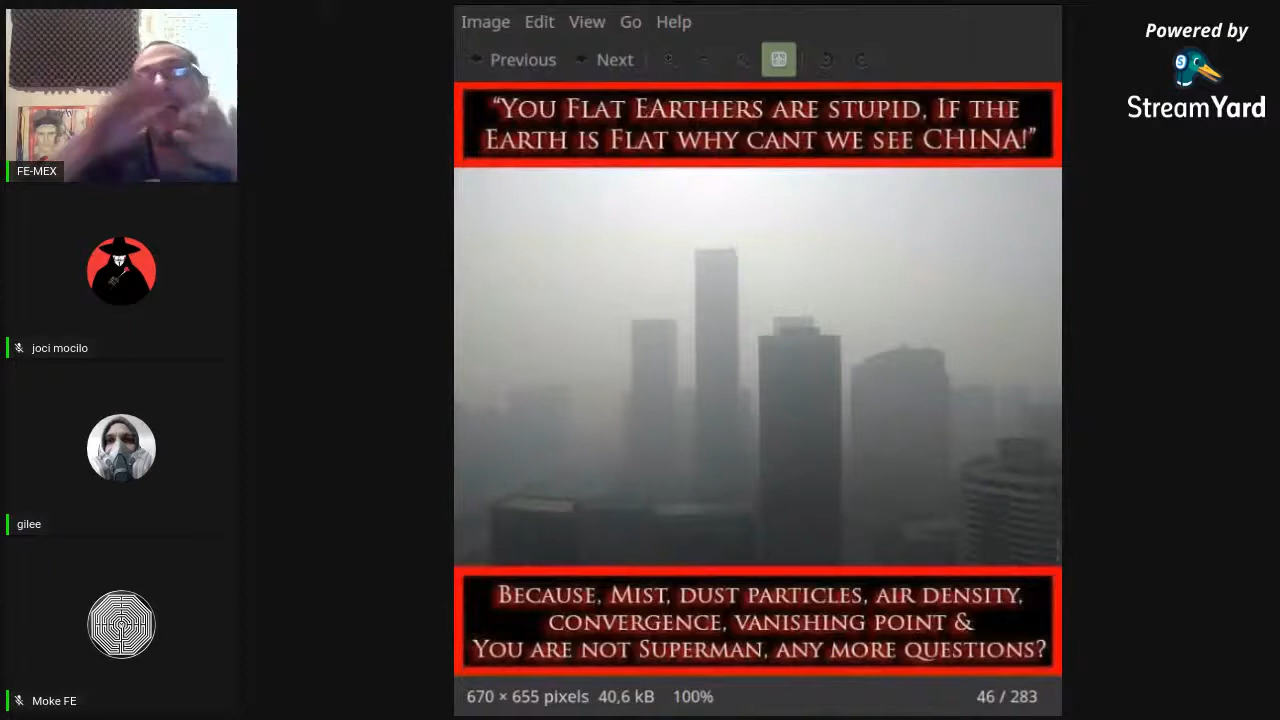 Image Edit View Go Help
Previous Next
“You Flat Earthers are stupid, If the
Earth is Flat why cant we see CHINA!”
Because, Mist, dust particles, air density,
convergence, vanishing point &
You are not Superman, any more questions?
670 × 655 pixels 40,6 kB 100% 46 / 283
FE-MEX
joci mocilo
gilee
Moke FE
Powered by
StreamYard